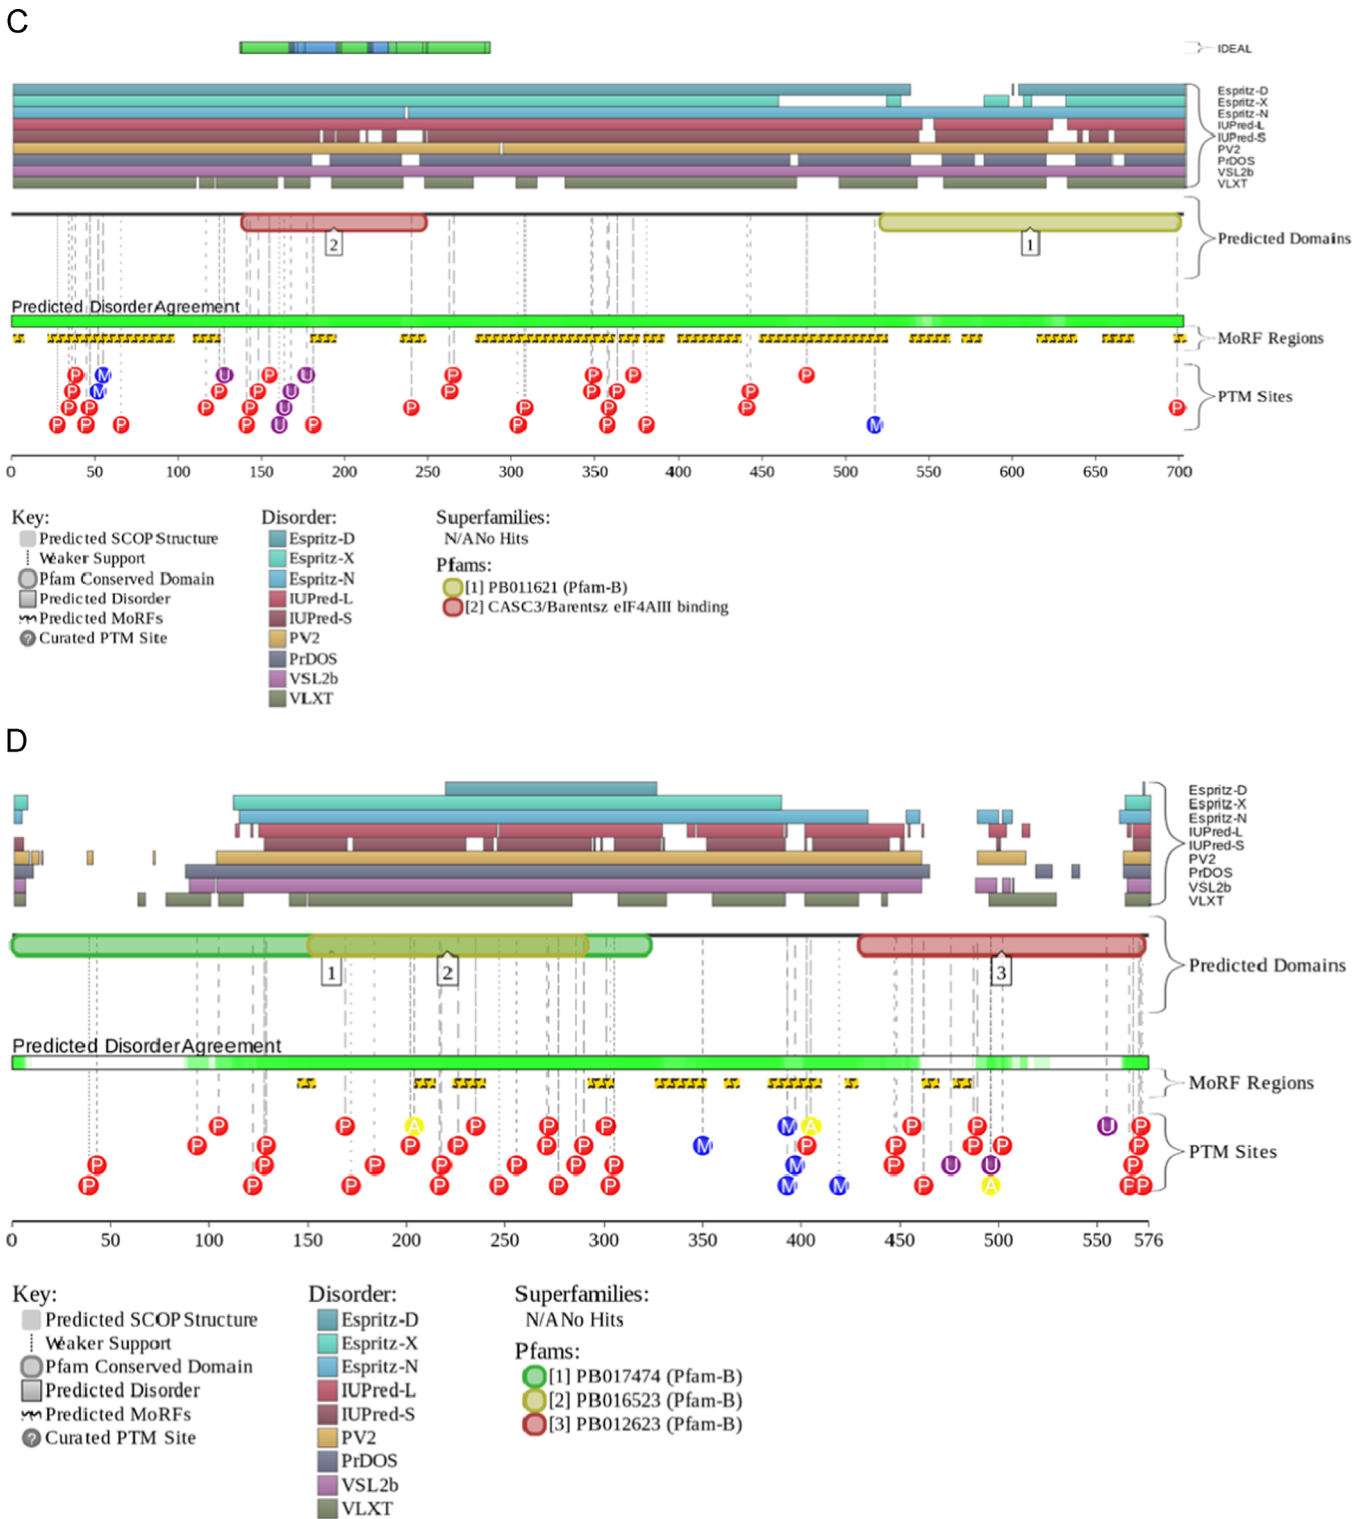 C
IDEAL
Espritz-D
Espritz-X
Espritz-N
IUPred-L
IUPred-S
PV2
PrDOS
VSL2b
VLXT
2
1
Predicted Domains
Predicted Disorder Agreement
MoRF Regions
P M U P U P
P M P P U P P P P P
P P P P U P P P P P
P P P P U P P P P M
PTM Sites
0 50 100 150 200 250 300 350 400 450 500 550 600 650 700
Key:
Predicted SCOP Structure
Weaker Support
Pfam Conserved Domain
Predicted Disorder
Predicted MoRFs
? Curated PTM Site
Disorder:
Espritz-D
Espritz-X
Espritz-N
IUPred-L
IUPred-S
PV2
PrDOS
VSL2b
VLXT
Superfamilies:
N/A No Hits
Pfams:
[1] PB011621 (Pfam-B)
[2] CASC3/Barentsz eIF4AIII binding
D
Espritz-D
Espritz-X
Espritz-N
IUPred-L
IUPred-S
PV2
PrDOS
VSL2b
VLXT
1
2
3
Predicted Domains
Predicted Disorder Agreement
MoRF Regions
P P A P P P M A P P U P
P P P P P P M P P P P P
P P P P P P P M P U U P
P P P P P P P M M P A P P
PTM Sites
0 50 100 150 200 250 300 350 400 450 500 550 576
Key:
Predicted SCOP Structure
Weaker Support
Pfam Conserved Domain
Predicted Disorder
Predicted MoRFs
? Curated PTM Site
Disorder:
Espritz-D
Espritz-X
Espritz-N
IUPred-L
IUPred-S
PV2
PrDOS
VSL2b
VLXT
Superfamilies:
N/A No Hits
Pfams:
[1] PB017474 (Pfam-B)
[2] PB016523 (Pfam-B)
[3] PB012623 (Pfam-B)